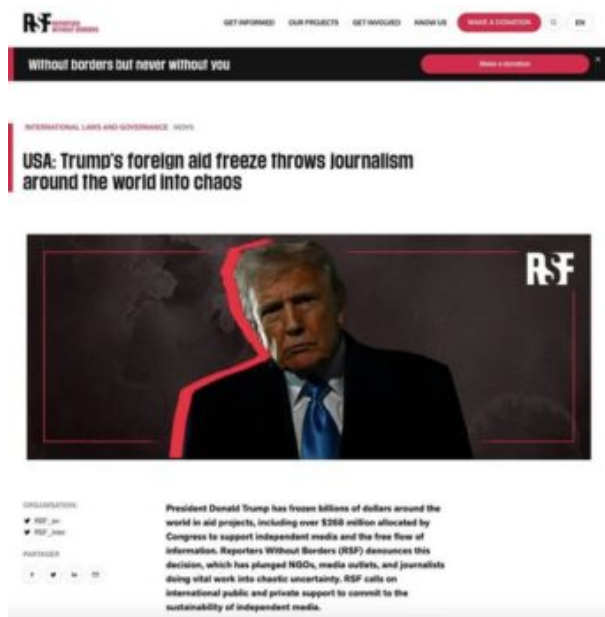 RSF REPORTERS
WITHOUT BORDERS
GET INFORMED OUR PROJECTS GET INVOLVED KNOW US MAKE A DONATION EN
Without borders but never without you
Make a donation
INTERNATIONAL LAWS AND GOVERNANCE NEWS
USA: Trump's foreign aid freeze throws journalism
around the world into chaos
RSF
ORGANISATION:
RSF_en
RSF_inter
PARTAGER
President Donald Trump has frozen billions of dollars around the
world in aid projects, including over $268 million allocated by
Congress to support independent media and the free flow of
information. Reporters Without Borders (RSF) denounces this
decision, which has plunged NGOs, media outlets, and journalists
doing vital work into chaotic uncertainty. RSF calls on
international public and private support to commit to the
sustainability of independent media.